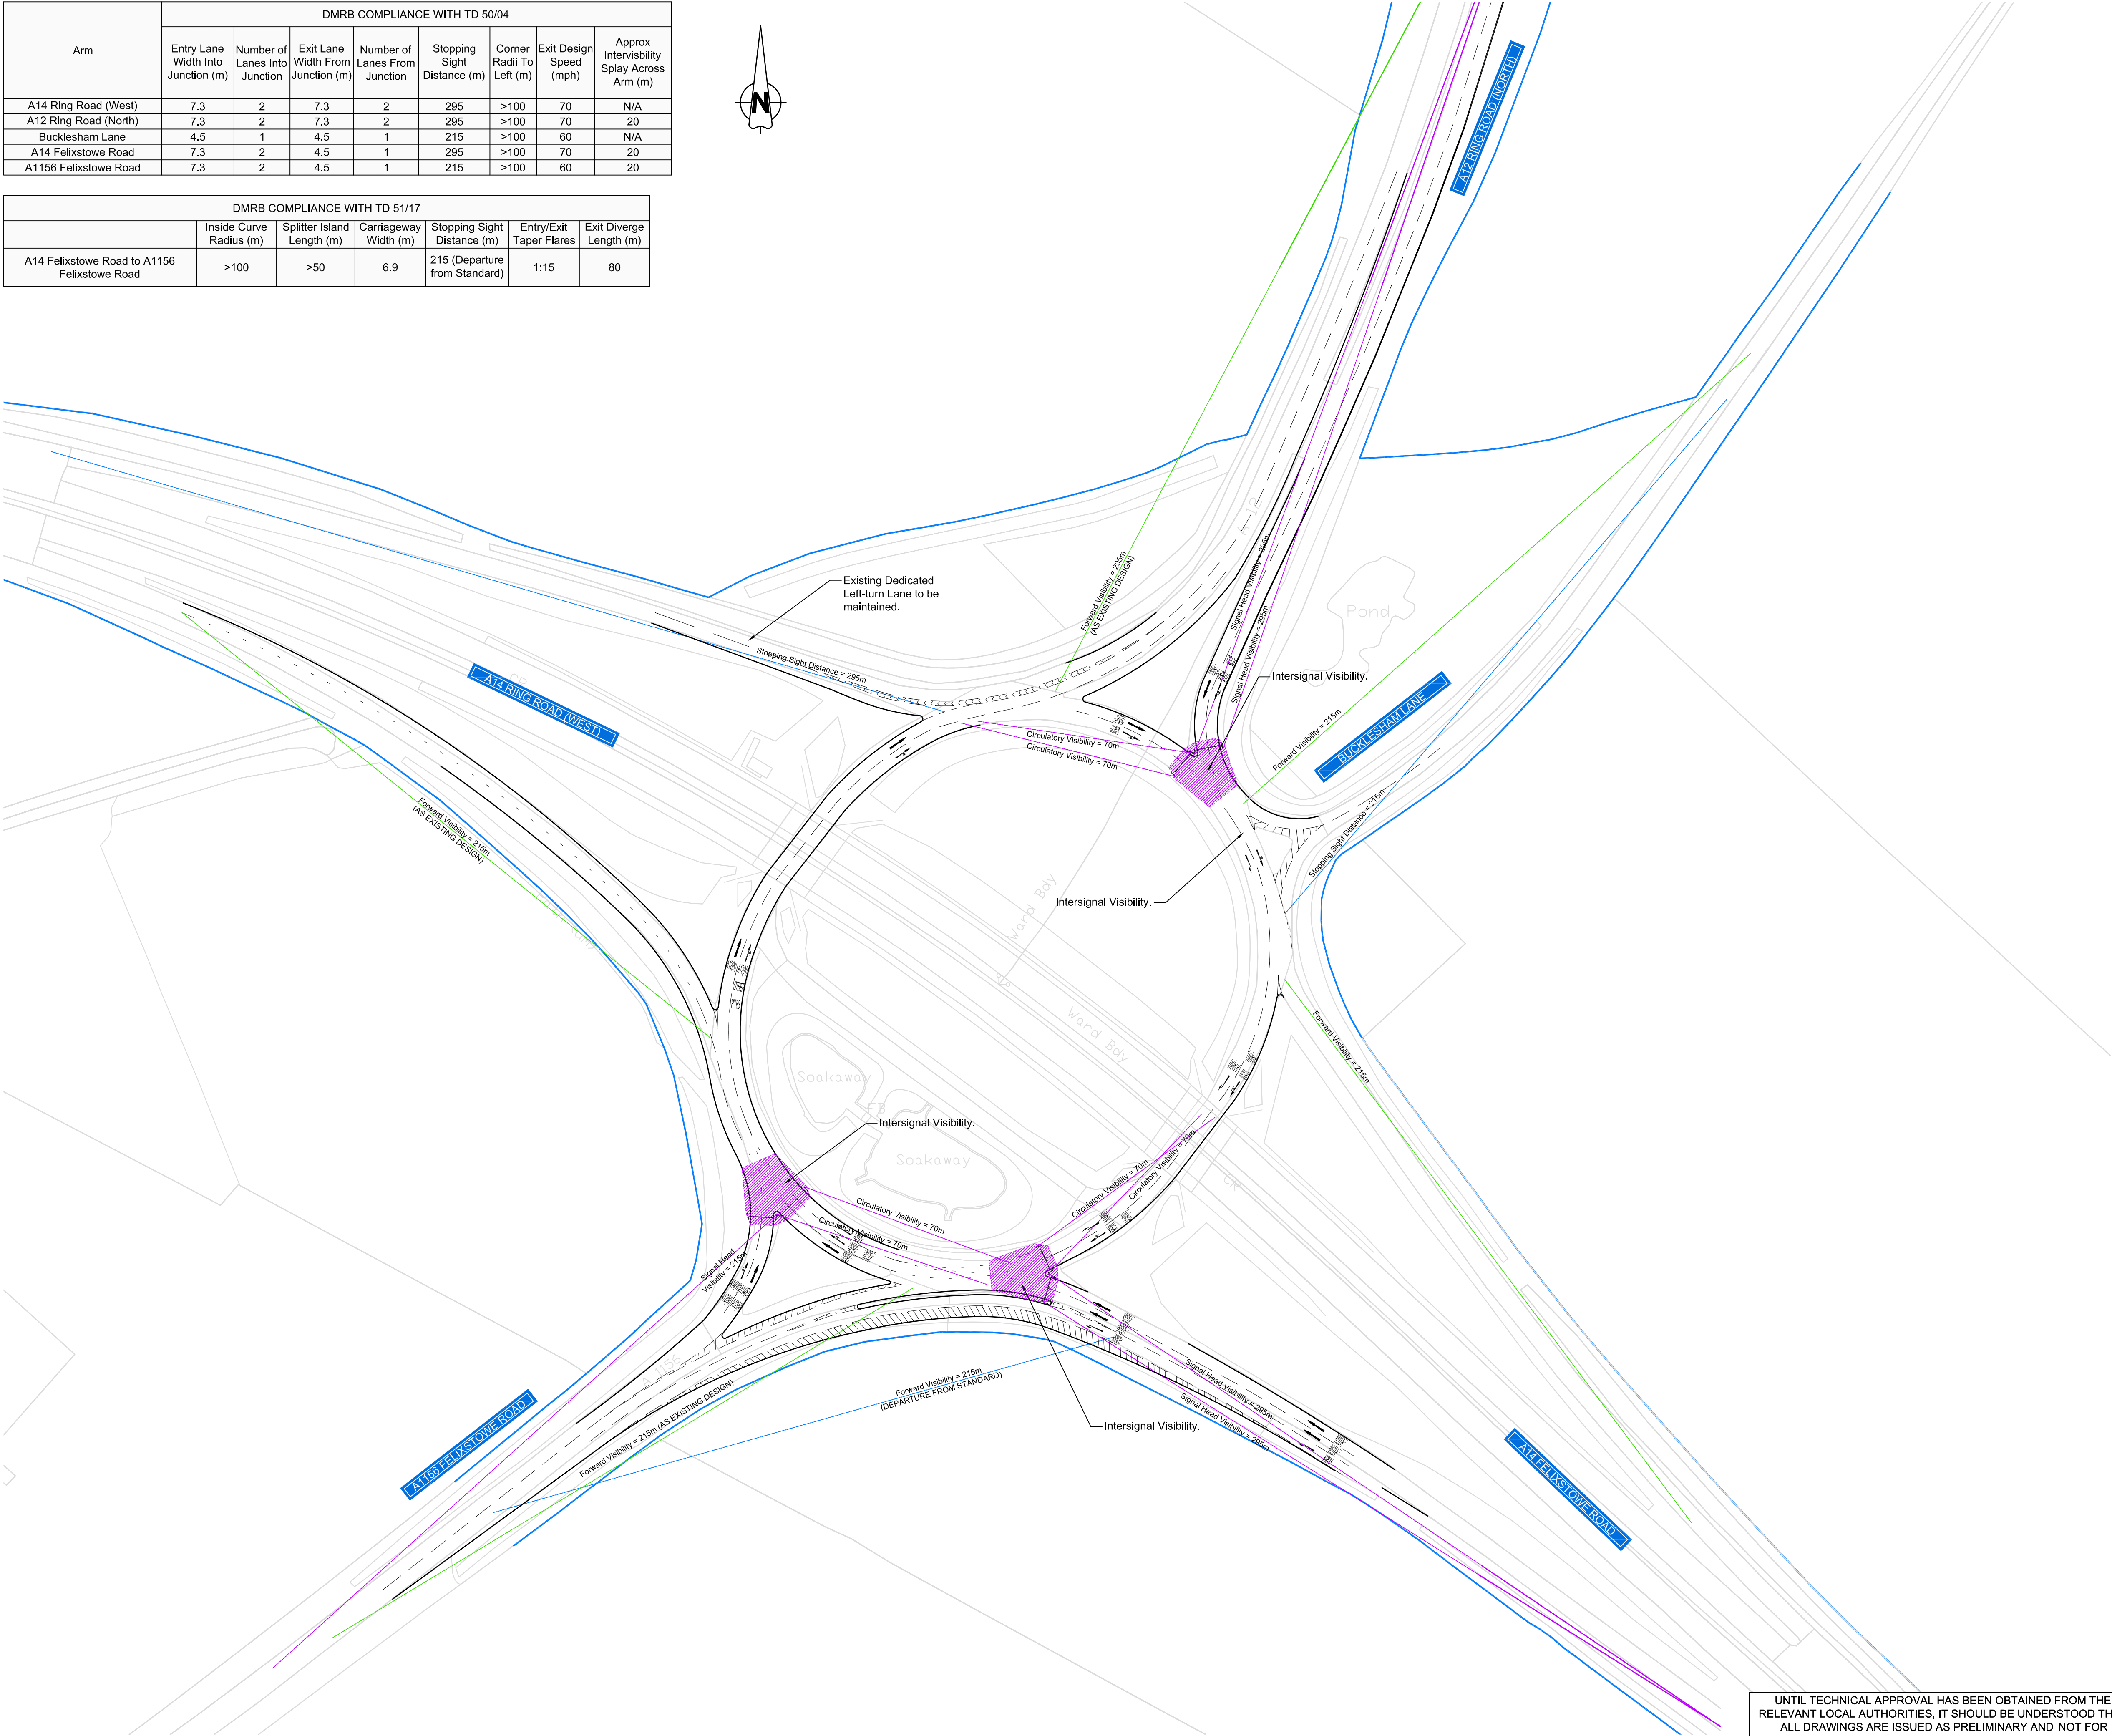 DMRB COMPLIANCE WITH TD 50/04
Arm
Entry Lane Width Into Junction (m)
Number of Lanes Into Junction
Exit Lane Width From Junction (m)
Number of Lanes From Junction
Stopping Sight Distance (m)
Corner Radii To Left (m)
Exit Design Speed (mph)
Approx Intervisbility Splay Across Arm (m)
A14 Ring Road (West) 7.3 2 7.3 2 295 >100 70 N/A
A12 Ring Road (North) 7.3 2 7.3 2 295 >100 70 20
Bucklesham Lane 4.5 1 4.5 1 215 >100 60 N/A
A14 Felixstowe Road 7.3 2 4.5 1 295 >100 70 20
A1156 Felixstowe Road 7.3 2 4.5 1 215 >100 60 20
DMRB COMPLIANCE WITH TD 51/17
Inside Curve Radius (m)
Splitter Island Length (m)
Carriageway Width (m)
Stopping Sight Distance (m)
Entry/Exit Taper Flares
Exit Diverge Length (m)
A14 Felixstowe Road to A1156 Felixstowe Road >100 >50 6.9 215 (Departure from Standard) 1:15 80
N
A12 RING ROAD (NORTH)
Existing Dedicated
Left-turn Lane to be
maintained.
Forward Visibility = 295m
(AS EXISTING DESIGN)
Signal Head Visibility = 295m
Signal Head Visibility = 295m
Pond
Stopping Sight Distance = 295m
A14 RING ROAD (WEST)
Intersignal Visibility.
BUCKLESHAM LANE
Forward Visibility = 215m
Circulatory Visibility = 70m
Circulatory Visibility = 70m
Stopping Sight Distance = 215m
Forward Visibility = 215m
(AS EXISTING DESIGN)
Intersignal Visibility.
Ward Bdy
Ward Bdy
Forward Visibility = 215m
Soakaway
FB
Soakaway
Intersignal Visibility.
Circulatory Visibility = 70m
Circulatory Visibility = 70m
Circulatory Visibility = 70m
Circulatory Visibility = 70m
Signal Head
Visibility = 215m
A1156
Forward Visibility = 215m
(DEPARTURE FROM STANDARD)
Signal Head Visibility = 295m
Signal Head Visibility = 295m
Forward Visibility = 215m (AS EXISTING DESIGN)
Intersignal Visibility.
A1156 FELIXSTOWE ROAD
A14 FELIXSTOWE ROAD
UNTIL TECHNICAL APPROVAL HAS BEEN OBTAINED FROM THE
RELEVANT LOCAL AUTHORITIES, IT SHOULD BE UNDERSTOOD TH
ALL DRAWINGS ARE ISSUED AS PRELIMINARY AND NOT FOR